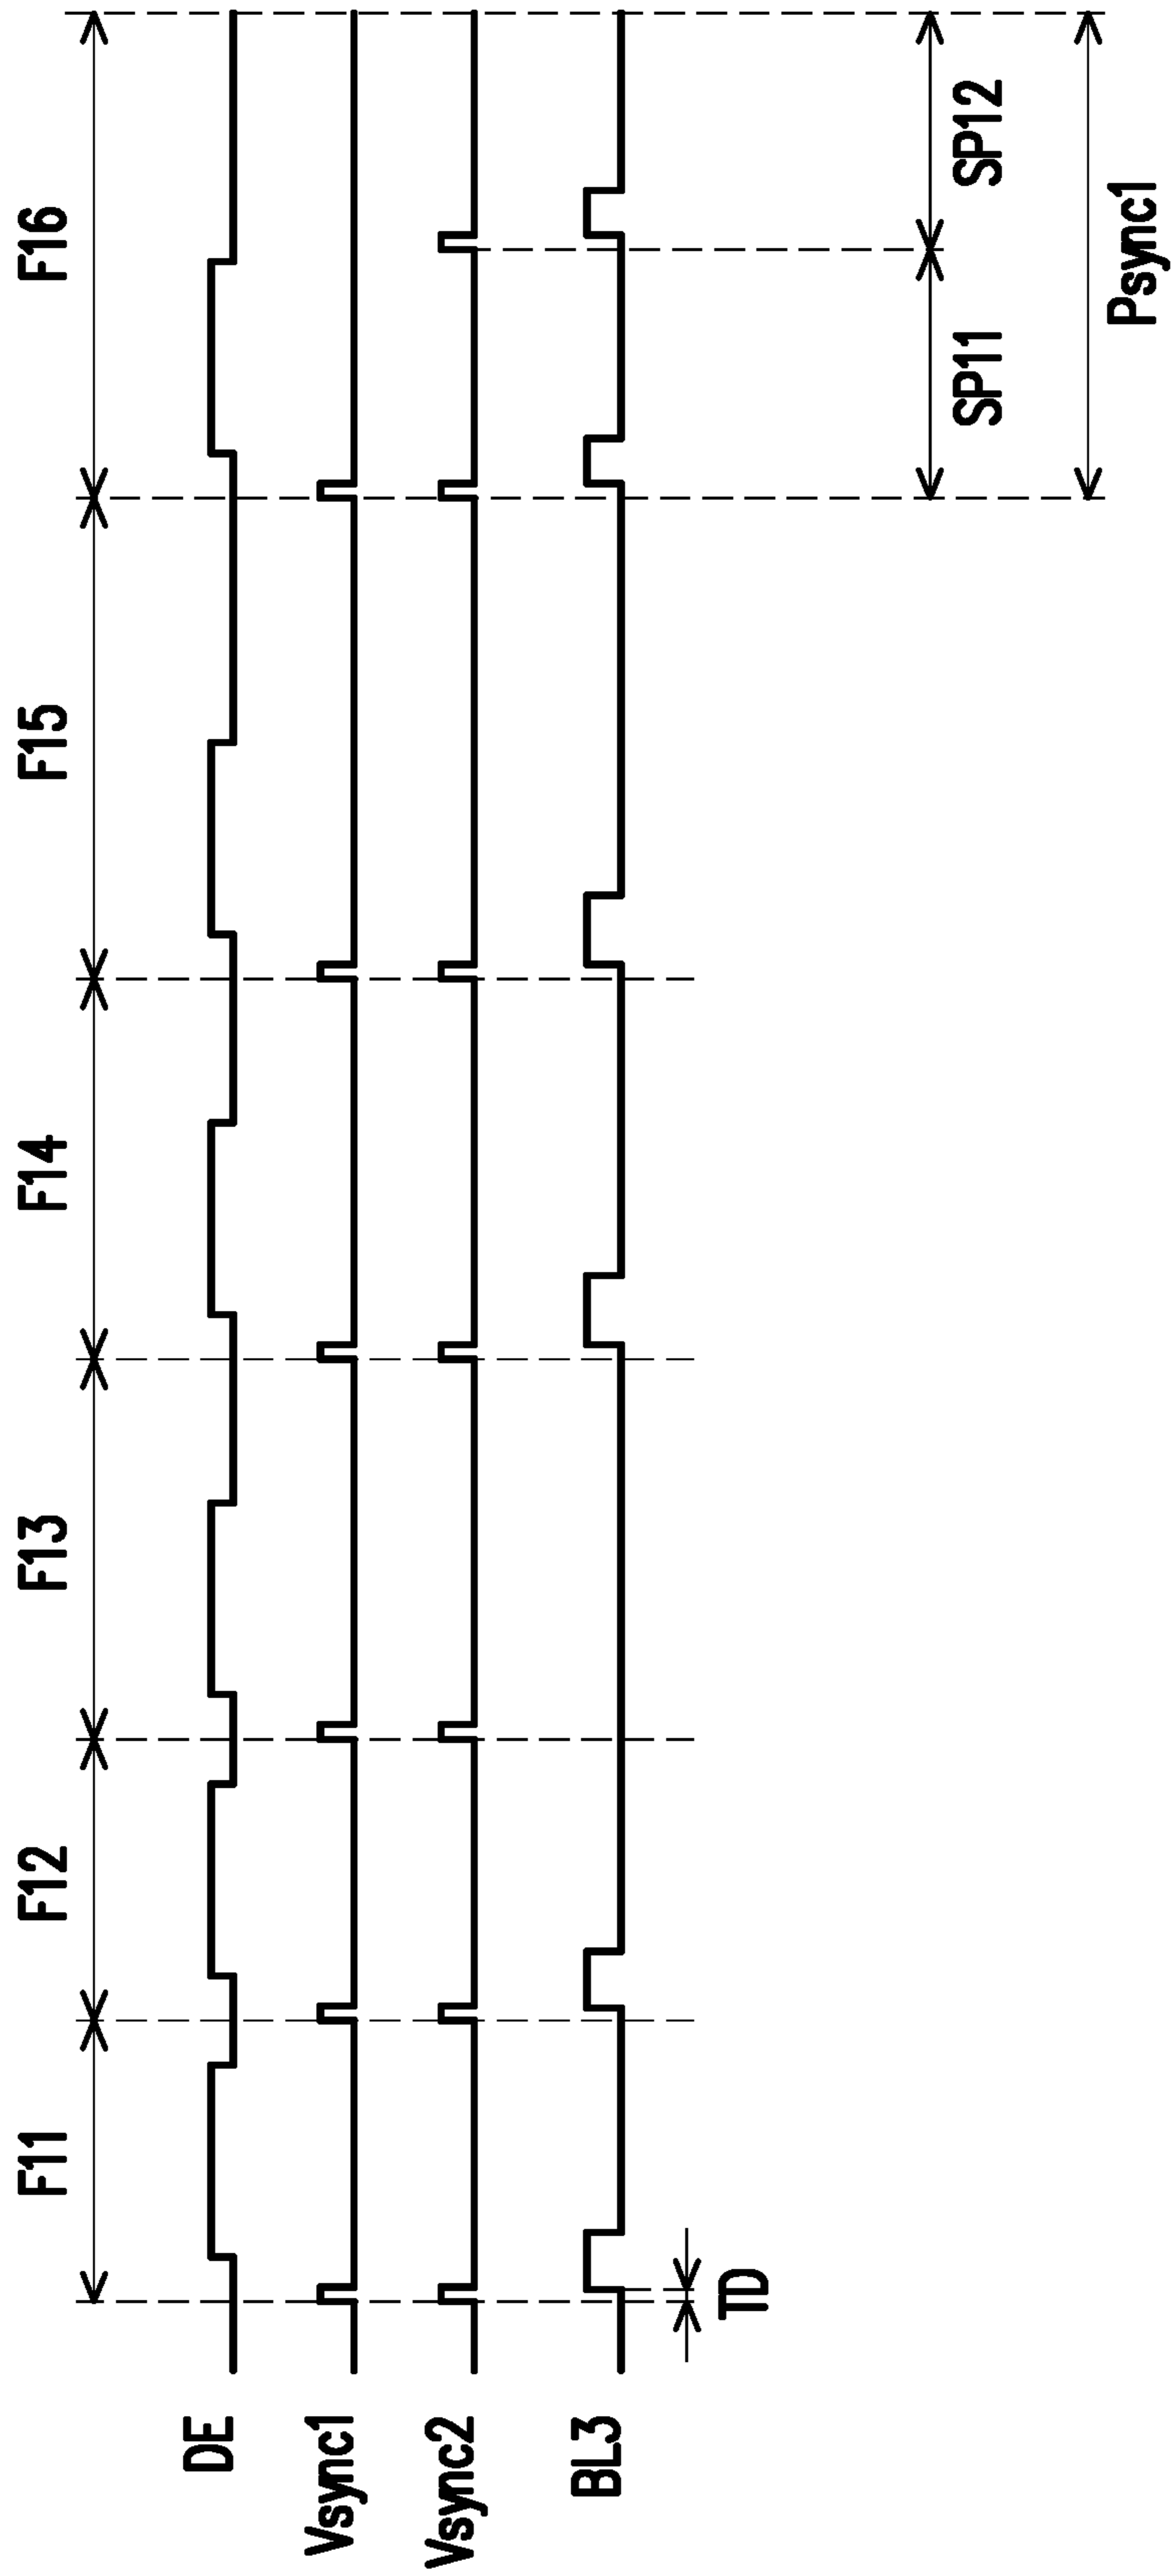 F11 F12 F13 F14 F15 F16
DE
Vsync1
Vsync2
BL3
TD
SP11 SP12
Psync1